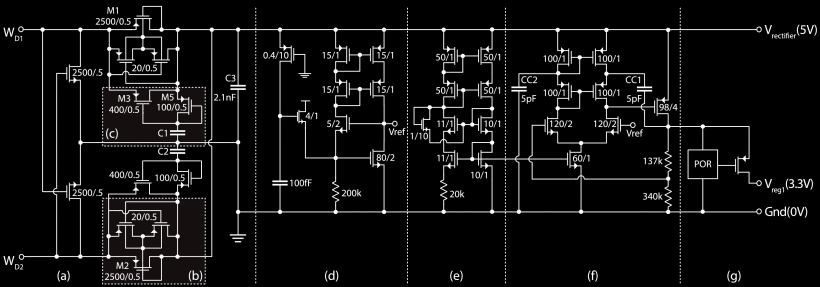 M1
2500/0.5
W D1
20/0.5
2500/.5
M3
400/0.5
M5
100/0.5
(c)
C1
C2
C3
2.1nF
400/0.5
100/0.5
2500/.5
20/0.5
M2
2500/0.5
W D2
(a)
(b)
0.4/10
15/1
15/1
15/1
15/1
4/1
5/2
Vref
80/2
100fF
200k
(d)
50/1
50/1
50/1
50/1
1/10
11/1
10/1
11/1
10/1
20k
(e)
100/1
100/1
CC2
5pF
100/1
100/1
CC1
5pF
98/4
120/2
120/2
Vref
60/1
137k
340k
(f)
POR
(g)
V rectifier (5V)
V reg1 (3.3V)
Gnd(0V)